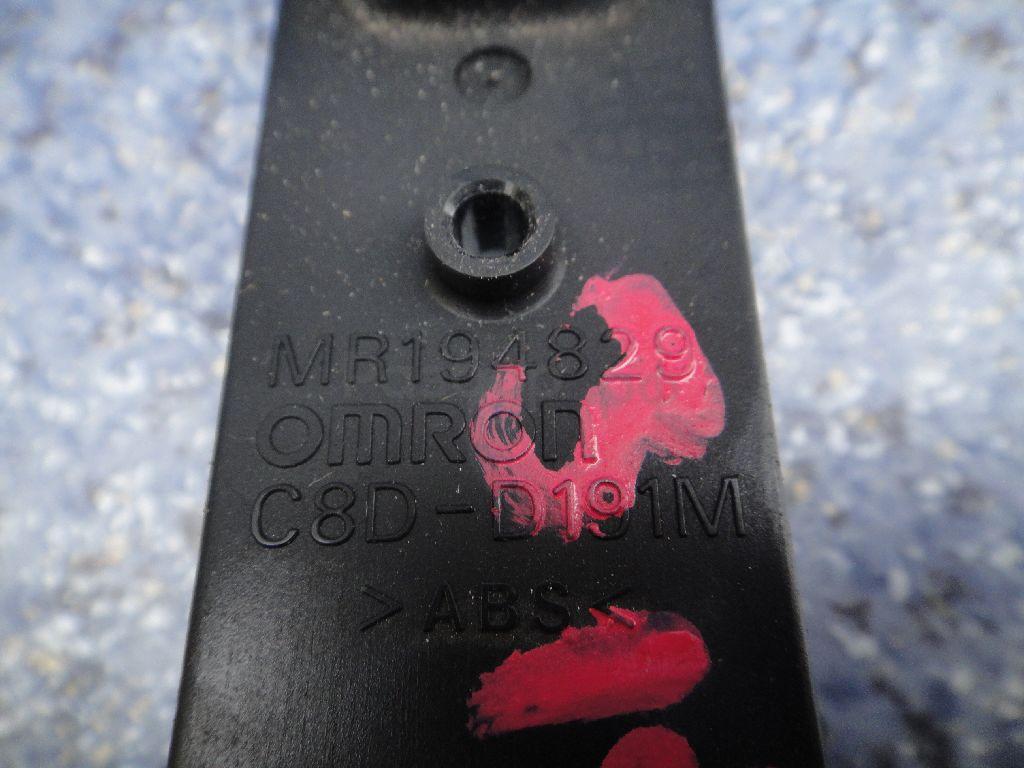 MR194829
OMRON
C8D-D191M
>ABS<